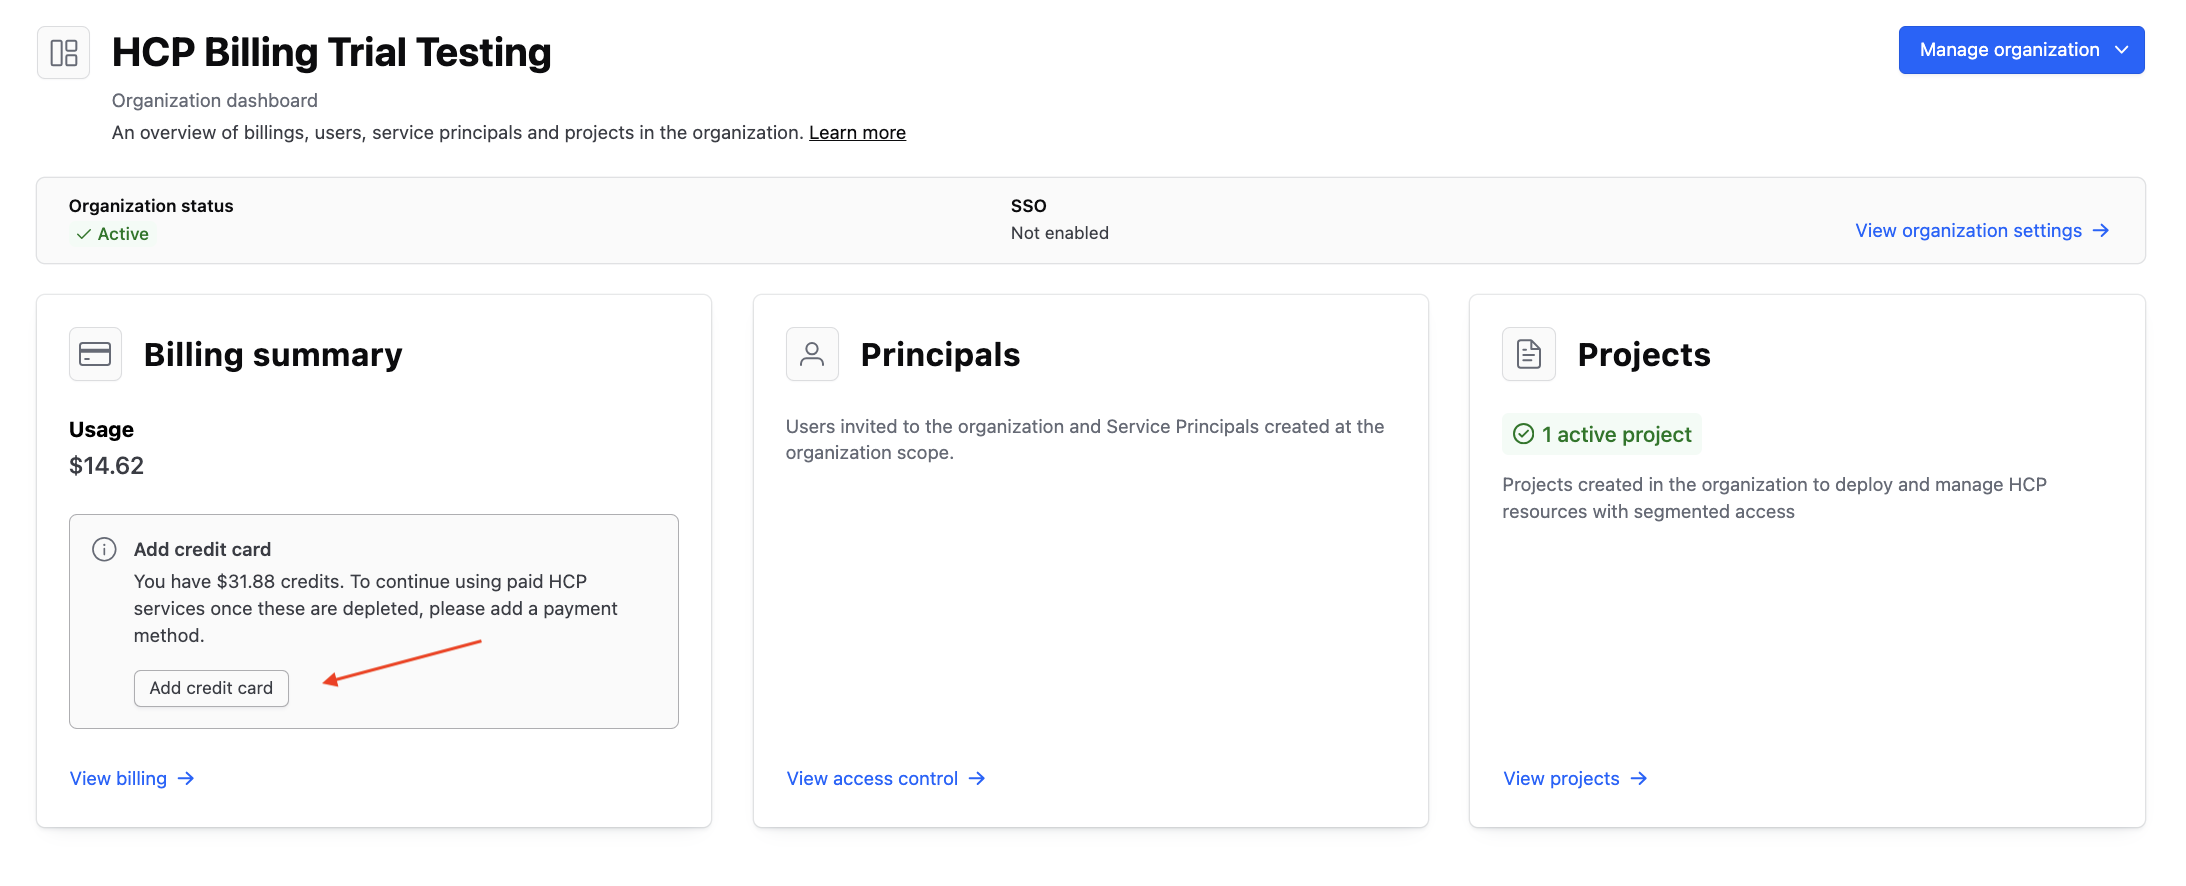 HCP Billing Trial Testing
Manage organization
Organization dashboard
An overview of billings, users, service principals and projects in the organization. Learn more
Organization status
Active
SSO
Not enabled
View organization settings
Billing summary
Usage
$14.62
Add credit card
You have $31.88 credits. To continue using paid HCP
services once these are depleted, please add a payment
method.
Add credit card
View billing
Principals
Users invited to the organization and Service Principals created at the
organization scope.
View access control
Projects
1 active project
Projects created in the organization to deploy and manage HCP
resources with segmented access
View projects